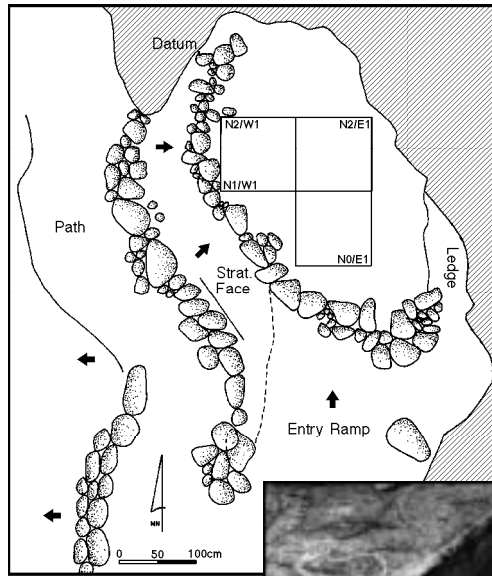 Datum
N2/W1
N2/E1
N1/W1
Path
Strat.
Face
Ledge
N0/E1
Entry Ramp
MN
0 50 100cm